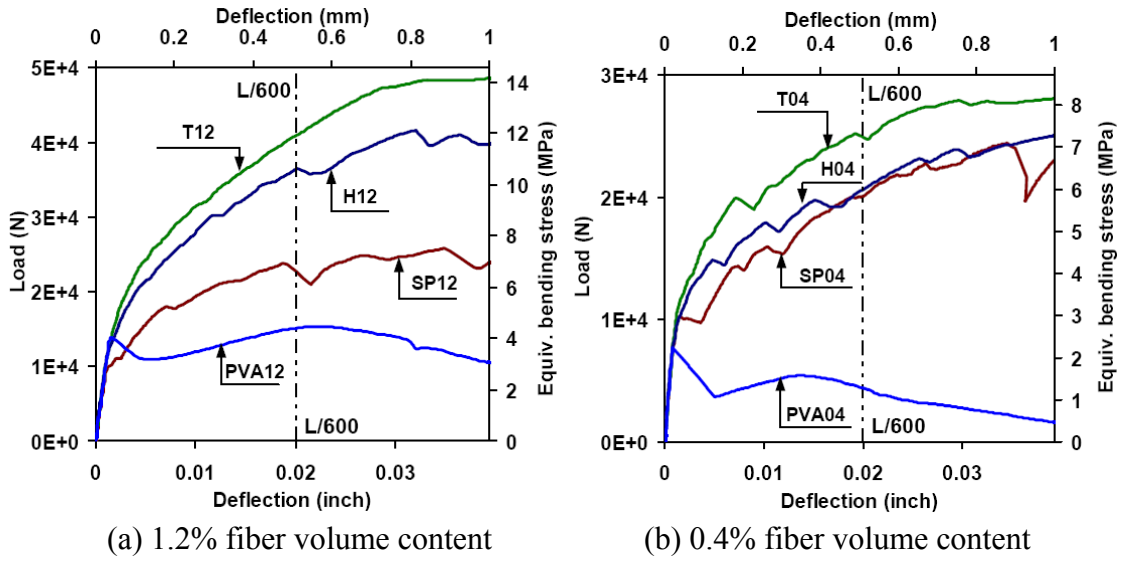 Deflection (mm)
0 0.2 0.4 0.6 0.8 1
5E+4
4E+4
3E+4
2E+4
1E+4
0E+0
Load (N)
14
12
10
8
6
4
2
0
Equiv. bending stress (MPa)
L/600
T12
H12
SP12
PVA12
L/600
0 0.01 0.02 0.03
Deflection (inch)
(a) 1.2% fiber volume content
Deflection (mm)
0 0.2 0.4 0.6 0.8 1
3E+4
2E+4
1E+4
0E+0
Load (N)
8
7
6
5
4
3
2
1
0
Equiv. bending stress (MPa)
L/600
T04
H04
SP04
PVA04
L/600
0 0.01 0.02 0.03
Deflection (inch)
(b) 0.4% fiber volume content